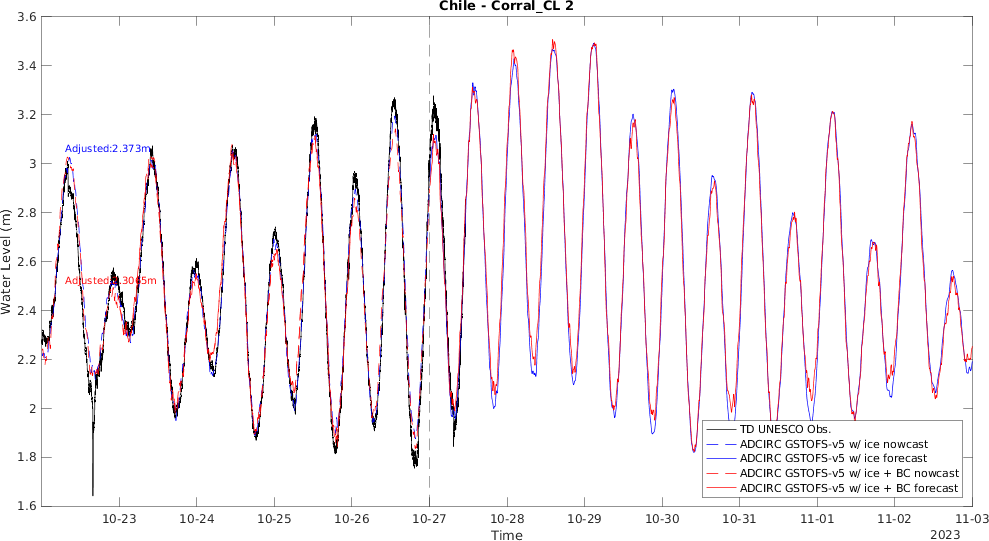 Chile - Corral_CL 2
3.6
3.4
3.2
3
2.8
2.6
2.4
2.2
2
1.8
1.6
Water Level (m)
Adjusted:2.373m
10-23
10-24
10-25
10-26
10-27
10-28
10-29
10-30
10-31
11-01
11-02
11-03
Time
2023
TD UNESCO Obs.
ADCIRC GSTOFS-v5 w/ ice nowcast
ADCIRC GSTOFS-v5 w/ ice forecast
ADCIRC GSTOFS-v5 w/ ice + BC nowcast
ADCIRC GSTOFS-v5 w/ ice + BC forecast